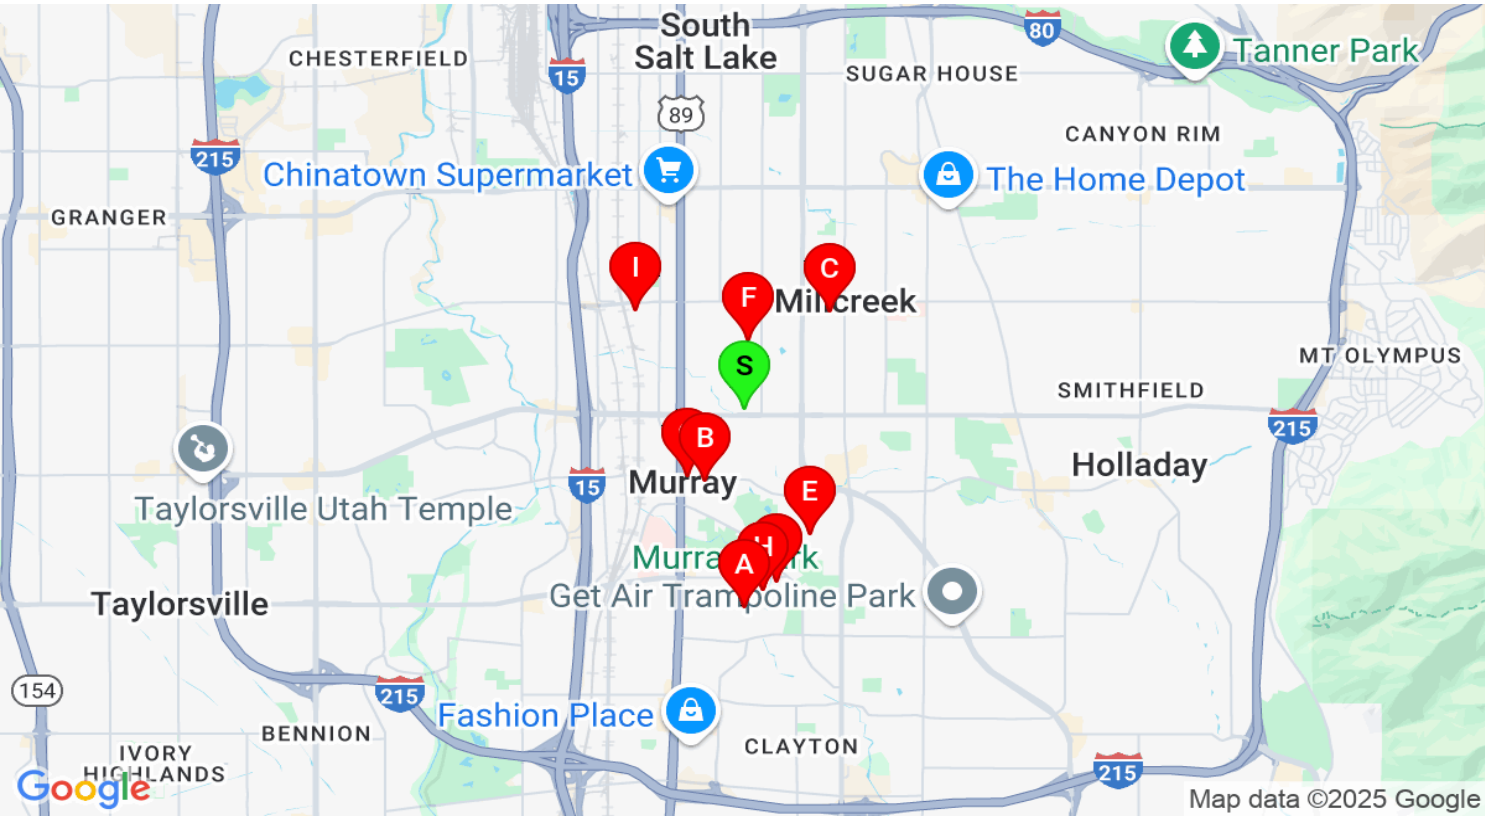 South
Salt Lake
80
Tanner Park
CHESTERFIELD
15
SUGAR HOUSE
89
CANYON RIM
215
Chinatown Supermarket
The Home Depot
GRANGER
I
C
F
Millcreek
S
MT OLYMPUS
SMITHFIELD
215
B
Murray
15
E
Holladay
Taylorsville Utah Temple
H
A
Get Air Trampoline Park
Taylorsville
154
215
Fashion Place
BENNION
CLAYTON
IVORY
HIGHLANDS
215
Google
Map data ©2025 Google